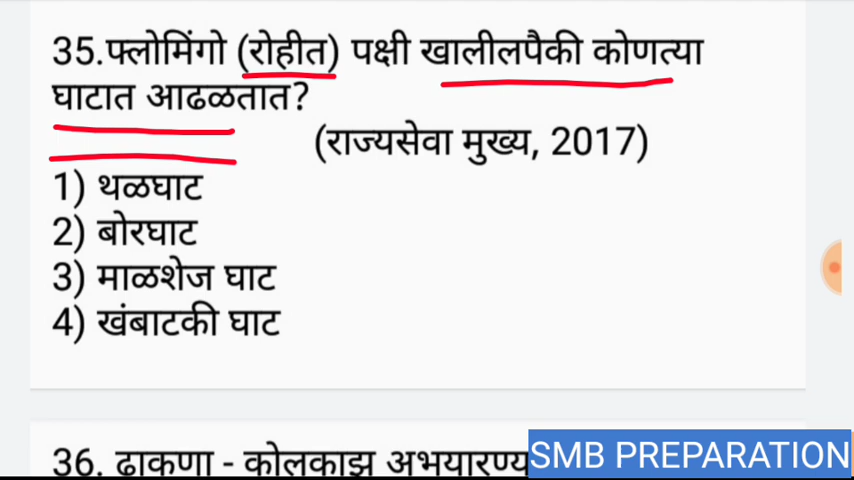 35.फ्लोमिंगो (रोहीत) पक्षी खालीलपैकी कोणत्या
घाटात आढळतात?
(राज्यसेवा मुख्य, 2017)
1) थळघाट
2) बोरघाट
3) माळशेज घाट
4) खंबाटकी घाट
36. ढाकणा - कोलकाझ अभयारण्य
SMB PREPARATION